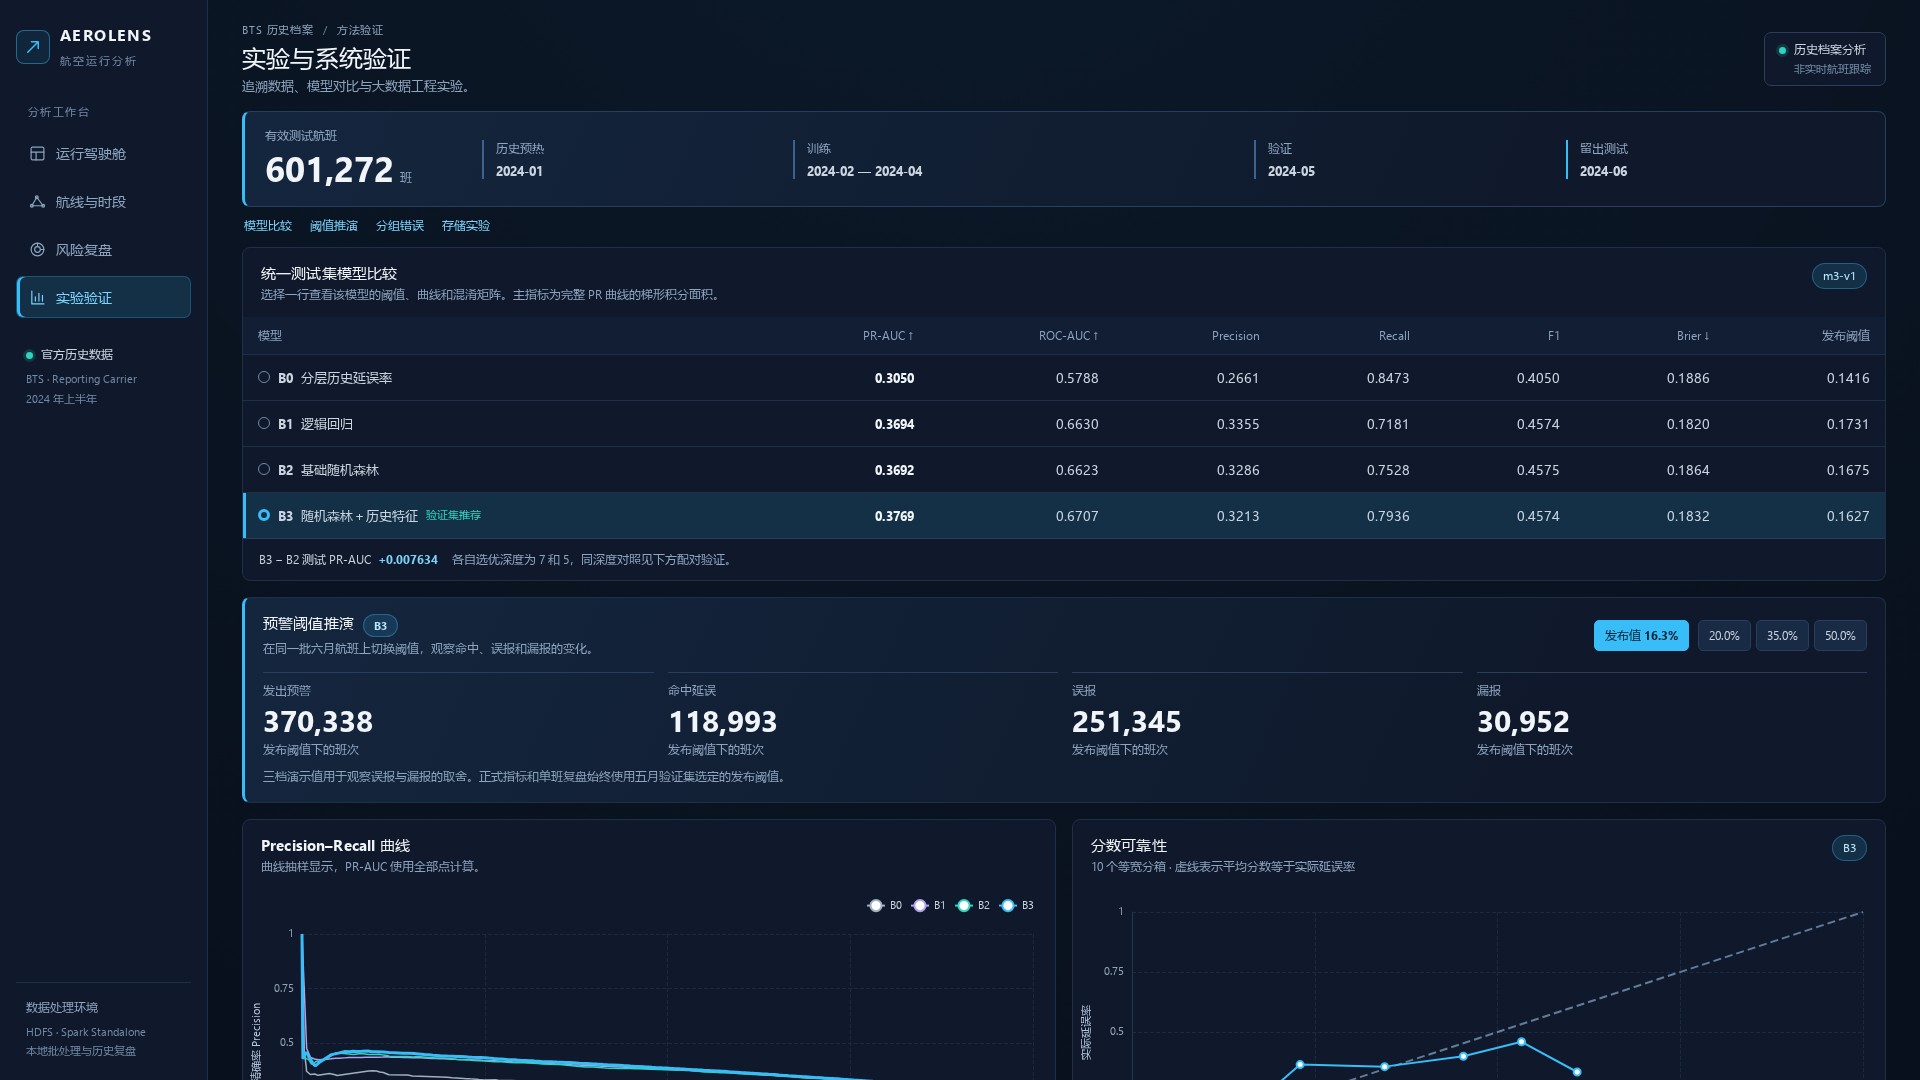 AEROLENS
航空运行分析
分析工作台
运行驾驶舱
航线与时段
风险复盘
实验验证
官方历史数据
BTS · Reporting Carrier
2024 年上半年
数据处理环境
HDFS · Spark Standalone
本地批处理与历史复盘
BTS 历史档案 / 方法验证
实验与系统验证
追溯数据、模型对比与大数据工程实验。
历史档案分析
非实时航班跟踪
有效测试航班
601,272 班
历史预热
2024-01
训练
2024-02 — 2024-04
验证
2024-05
留出测试
2024-06
模型比较 阈值推演 分组错误 存储实验
统一测试集模型比较
选择一行查看该模型的阈值、曲线和混淆矩阵。主指标为完整 PR 曲线的梯形积分面积。
m3-v1
模型 PR-AUC ↑ ROC-AUC ↑ Precision Recall F1 Brier ↓ 发布阈值
B0 分层历史延误率 0.3050 0.5788 0.2661 0.8473 0.4050 0.1886 0.1416
B1 逻辑回归 0.3694 0.6630 0.3355 0.7181 0.4574 0.1820 0.1731
B2 基础随机森林 0.3692 0.6623 0.3286 0.7528 0.4575 0.1864 0.1675
B3 随机森林 + 历史特征 验证集推荐 0.3769 0.6707 0.3213 0.7936 0.4574 0.1832 0.1627
B3 − B2 测试 PR-AUC +0.007634 各自选优深度为 7 和 5，同深度对照见下方配对验证。
预警阈值推演 B3
在同一批六月航班上切换阈值，观察命中、误报和漏报的变化。
发布值 16.3% 20.0% 35.0% 50.0%
发出预警
370,338
发布阈值下的班次
命中延误
118,993
发布阈值下的班次
误报
251,345
发布阈值下的班次
漏报
30,952
发布阈值下的班次
三档演示值用于观察误报与漏报的取舍。正式指标和单班复盘始终使用五月验证集选定的发布阈值。
Precision–Recall 曲线
曲线抽样显示，PR-AUC 使用全部点计算。
B0 B1 B2 B3
1
0.75
0.5
精确率 Precision
分数可靠性
10 个等宽分箱 · 虚线表示平均分数等于实际延误率
B3
1
0.75
0.5
实际延误率